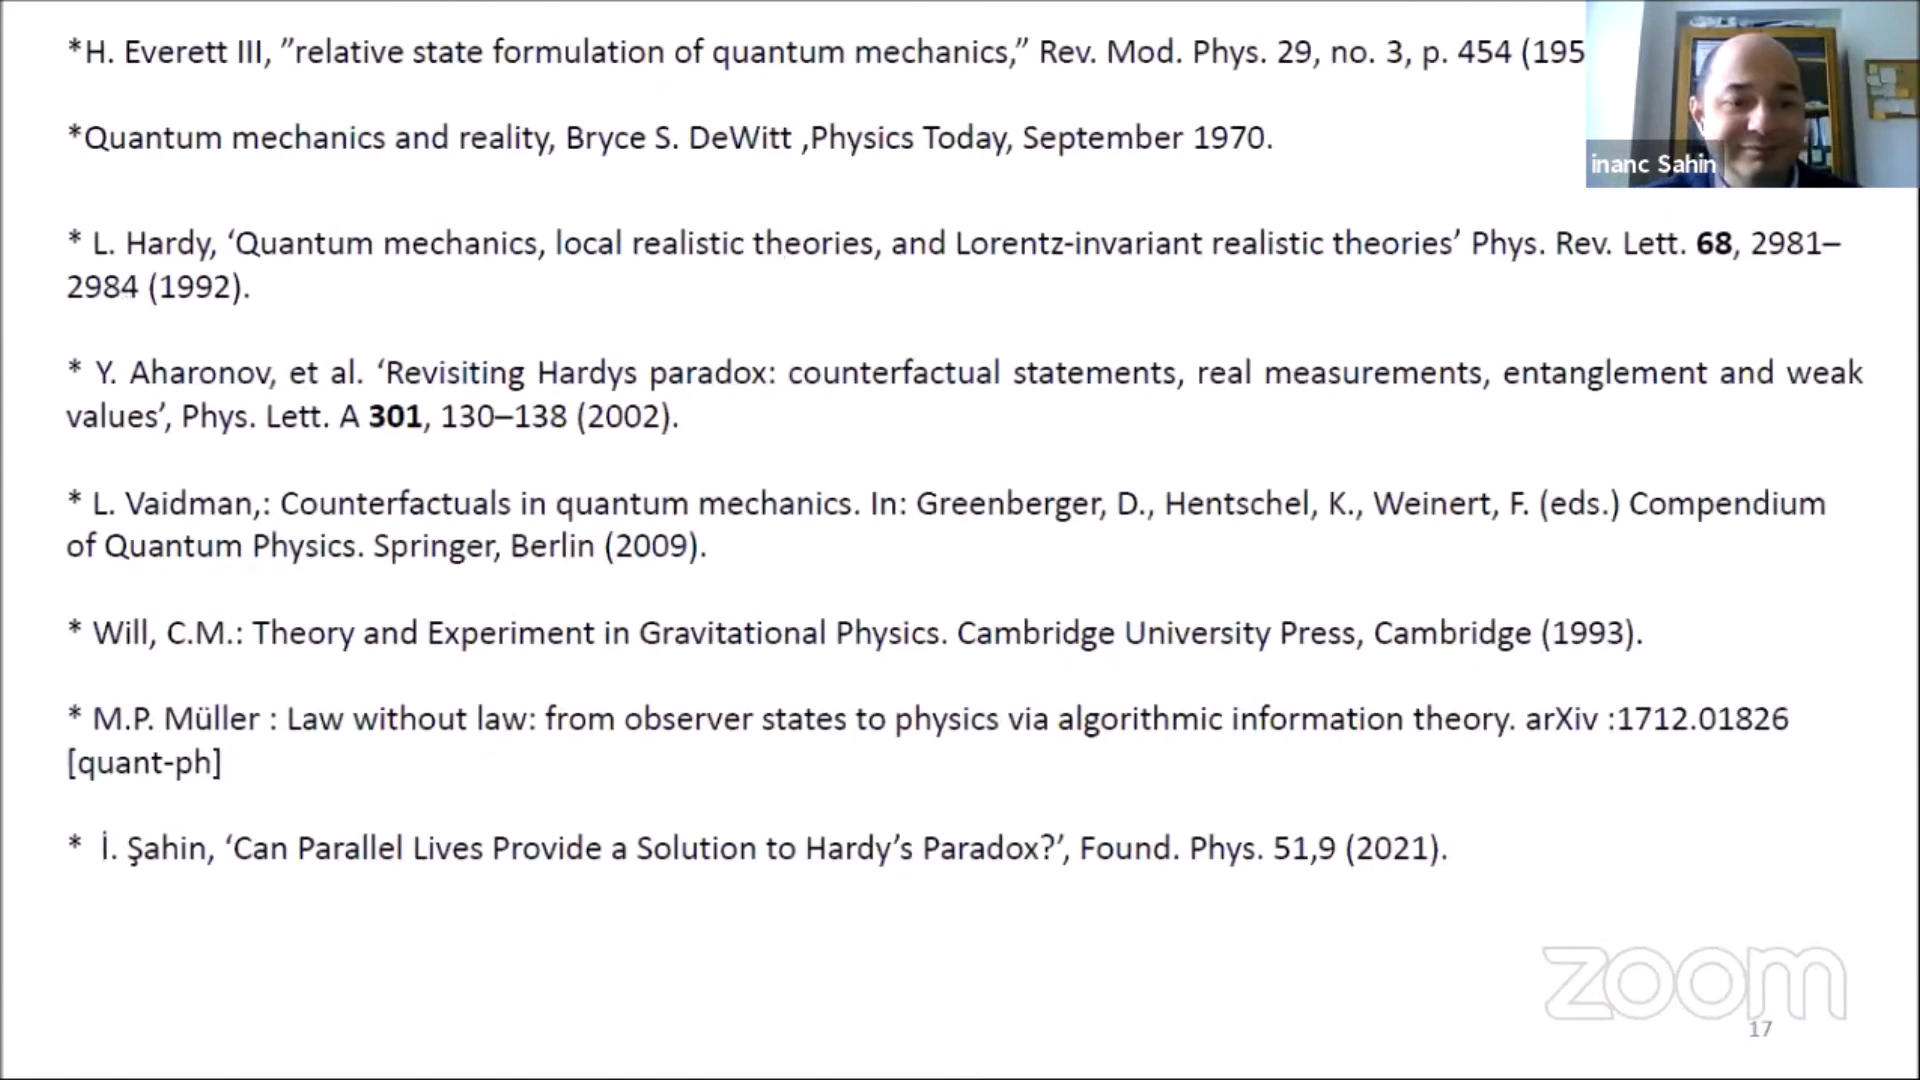 *H. Everett III, ”relative state formulation of quantum mechanics,” Rev. Mod. Phys. 29, no. 3, p. 454 (195
*Quantum mechanics and reality, Bryce S. DeWitt ,Physics Today, September 1970.
inanc Sahin
* L. Hardy, ‘Quantum mechanics, local realistic theories, and Lorentz-invariant realistic theories’ Phys. Rev. Lett. 68, 2981–
2984 (1992).
* Y. Aharonov, et al. ‘Revisiting Hardys paradox: counterfactual statements, real measurements, entanglement and weak
values’, Phys. Lett. A 301, 130–138 (2002).
* L. Vaidman,: Counterfactuals in quantum mechanics. In: Greenberger, D., Hentschel, K., Weinert, F. (eds.) Compendium
of Quantum Physics. Springer, Berlin (2009).
* Will, C.M.: Theory and Experiment in Gravitational Physics. Cambridge University Press, Cambridge (1993).
* M.P. Müller : Law without law: from observer states to physics via algorithmic information theory. arXiv :1712.01826
[quant-ph]
* İ. Şahin, ‘Can Parallel Lives Provide a Solution to Hardy’s Paradox?’, Found. Phys. 51,9 (2021).
zoom
17